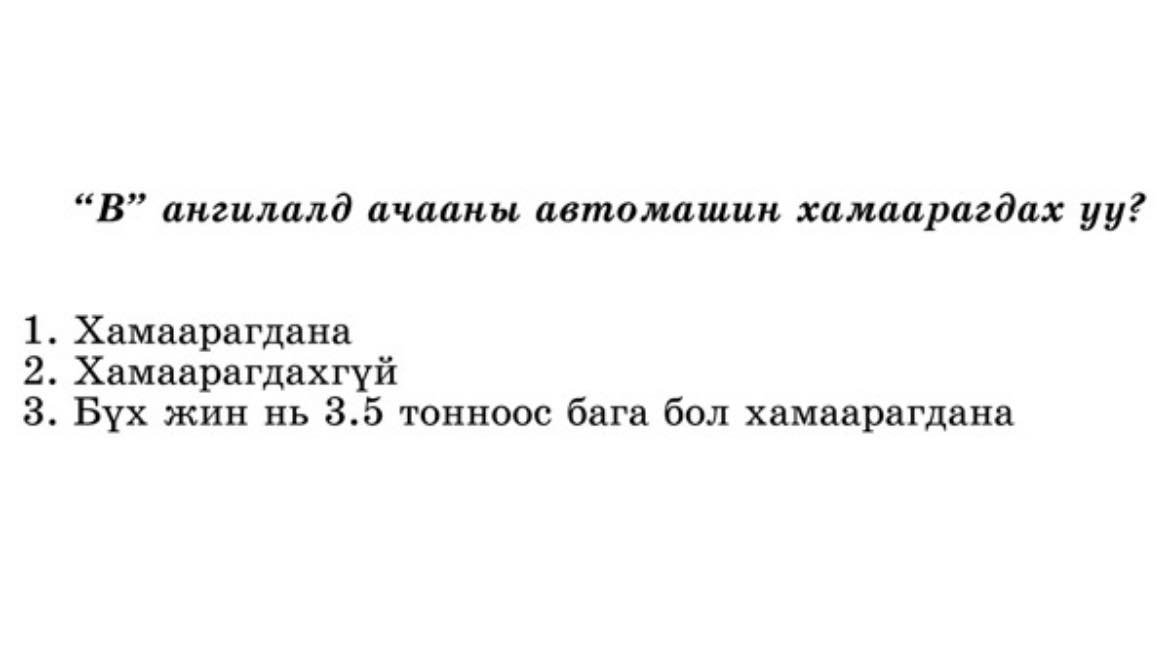 “В” ангилалд ачааны автомашин хамаарагдах уу?
1. Хамаарагдана
2. Хамаарагдахгүй
3. Бүх жин нь 3.5 тонноос бага бол хамаарагдана